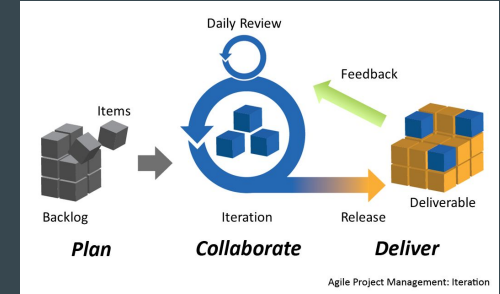 Daily Review
Feedback
Items
Backlog
Iteration
Release
Deliverable
Plan
Collaborate
Deliver
Agile Project Management: Iteration